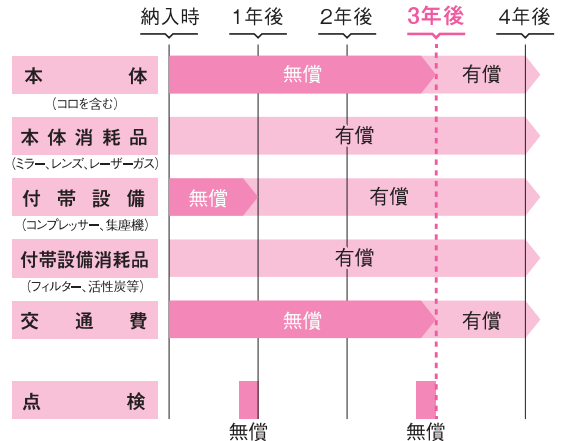 納入時 1年後 2年後 3年後 4年後
本体 無償 有償
(コロを含む)
本体消耗品 有償
(ミラー、レンズ、レーザーガス)
付帯設備 無償 有償
(コンプレッサー、集塵機)
付帯設備消耗品 有償
(フィルター、活性炭等)
交通費 無償 有償
点検
無償 無償